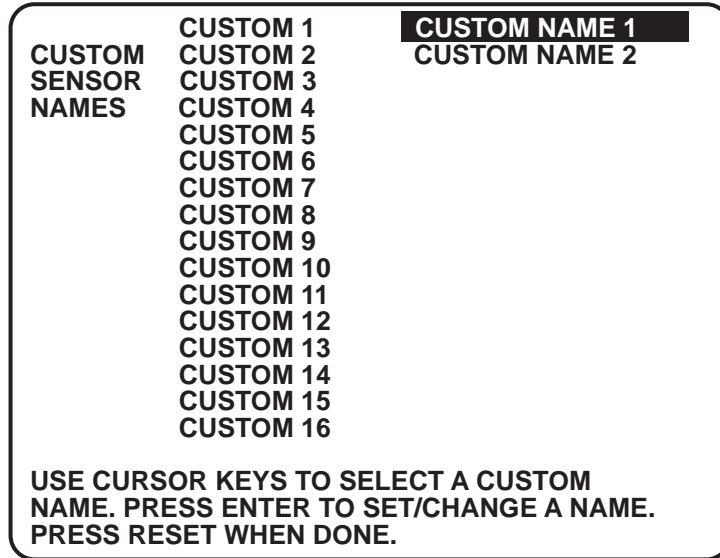 CUSTOM 1 CUSTOM NAME 1
CUSTOM CUSTOM 2 CUSTOM NAME 2
SENSOR CUSTOM 3
NAMES CUSTOM 4
CUSTOM 5
CUSTOM 6
CUSTOM 7
CUSTOM 8
CUSTOM 9
CUSTOM 10
CUSTOM 11
CUSTOM 12
CUSTOM 13
CUSTOM 14
CUSTOM 15
CUSTOM 16
USE CURSOR KEYS TO SELECT A CUSTOM
NAME. PRESS ENTER TO SET/CHANGE A NAME.
PRESS RESET WHEN DONE.